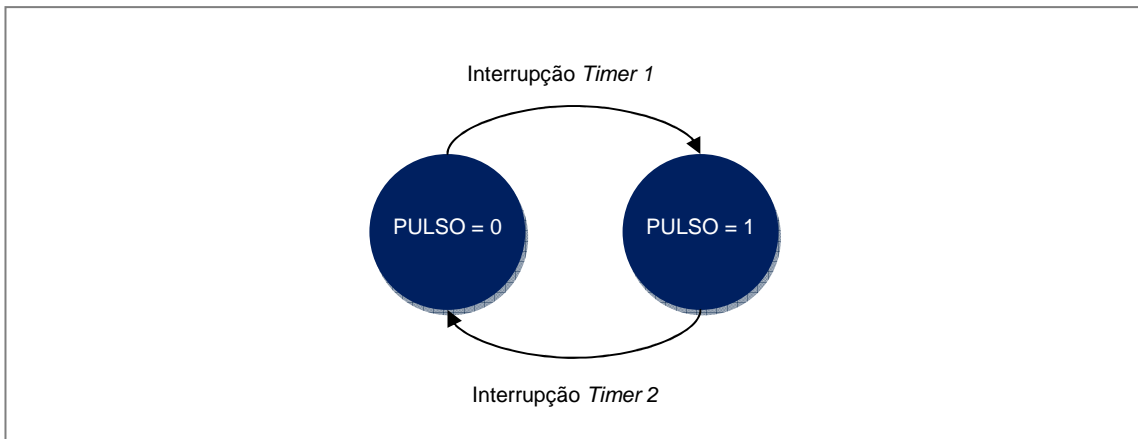 Interrupção Timer 1
PULSO = 0
PULSO = 1
Interrupção Timer 2